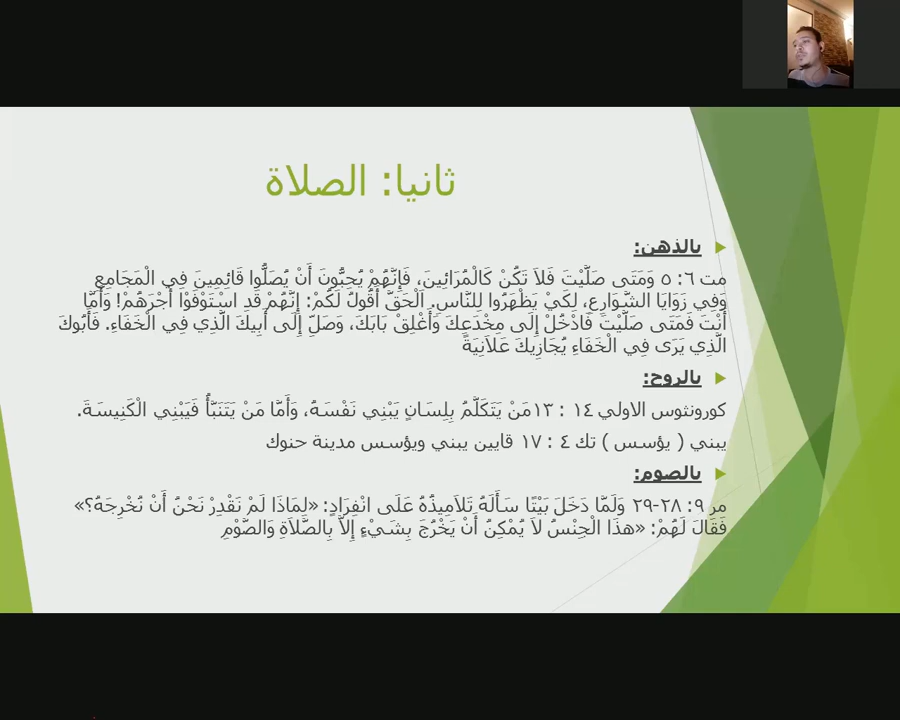 ثانيا: الصلاة
بالذهن:
مت ٦: ٥ وَمَتَى صَلَّيْتَ فَلاَ تَكُنْ كَالْمُرَائِينَ، فَإِنَّهُمْ يُحِبُّونَ أَنْ يُصَلُّوا قَائِمِينَ فِي الْمَجَامِعِ
وَفِي زَوَايَا الشَّوَارِعِ، لِكَيْ يَظْهَرُوا لِلنَّاسِ. اَلْحَقَّ أَقُولُ لَكُمْ: إِنَّهُمْ قَدِ اسْتَوْفَوْا أَجْرَهُمْ! وَأَمَّا
أَنْتَ فَمَتَى صَلَّيْتَ فَادْخُلْ إِلَى مِخْدَعِكَ وَأَغْلِقْ بَابَكَ، وَصَلِّ إِلَى أَبِيكَ الَّذِي فِي الْخَفَاءِ. فَأَبُوكَ
الَّذِي يَرَى فِي الْخَفَاءِ يُجَازِيكَ عَلاَنِيَةً
بالروح:
كورونثوس الاولي ١٤ : ١٣مَنْ يَتَكَلَّمُ بِلِسَانٍ يَبْنِي نَفْسَهُ، وَأَمَّا مَنْ يَتَنَبَّأُ فَيَبْنِي الْكَنِيسَةَ.
يبني ( يؤسس ) تك ٤ : ١٧ قايين يبني ويؤسس مدينة حنوك
بالصوم:
مر ٩: ٢٨-٢٩ وَلَمَّا دَخَلَ بَيْتًا سَأَلَهُ تَلاَمِيذُهُ عَلَى انْفِرَادٍ: «لِمَاذَا لَمْ نَقْدِرْ نَحْنُ أَنْ نُخْرِجَهُ؟»
فَقَالَ لَهُمْ: «هذَا الْجِنْسُ لاَ يُمْكِنُ أَنْ يَخْرُجَ بِشَيْءٍ إِلاَّ بِالصَّلاَةِ وَالصَّوْمِ